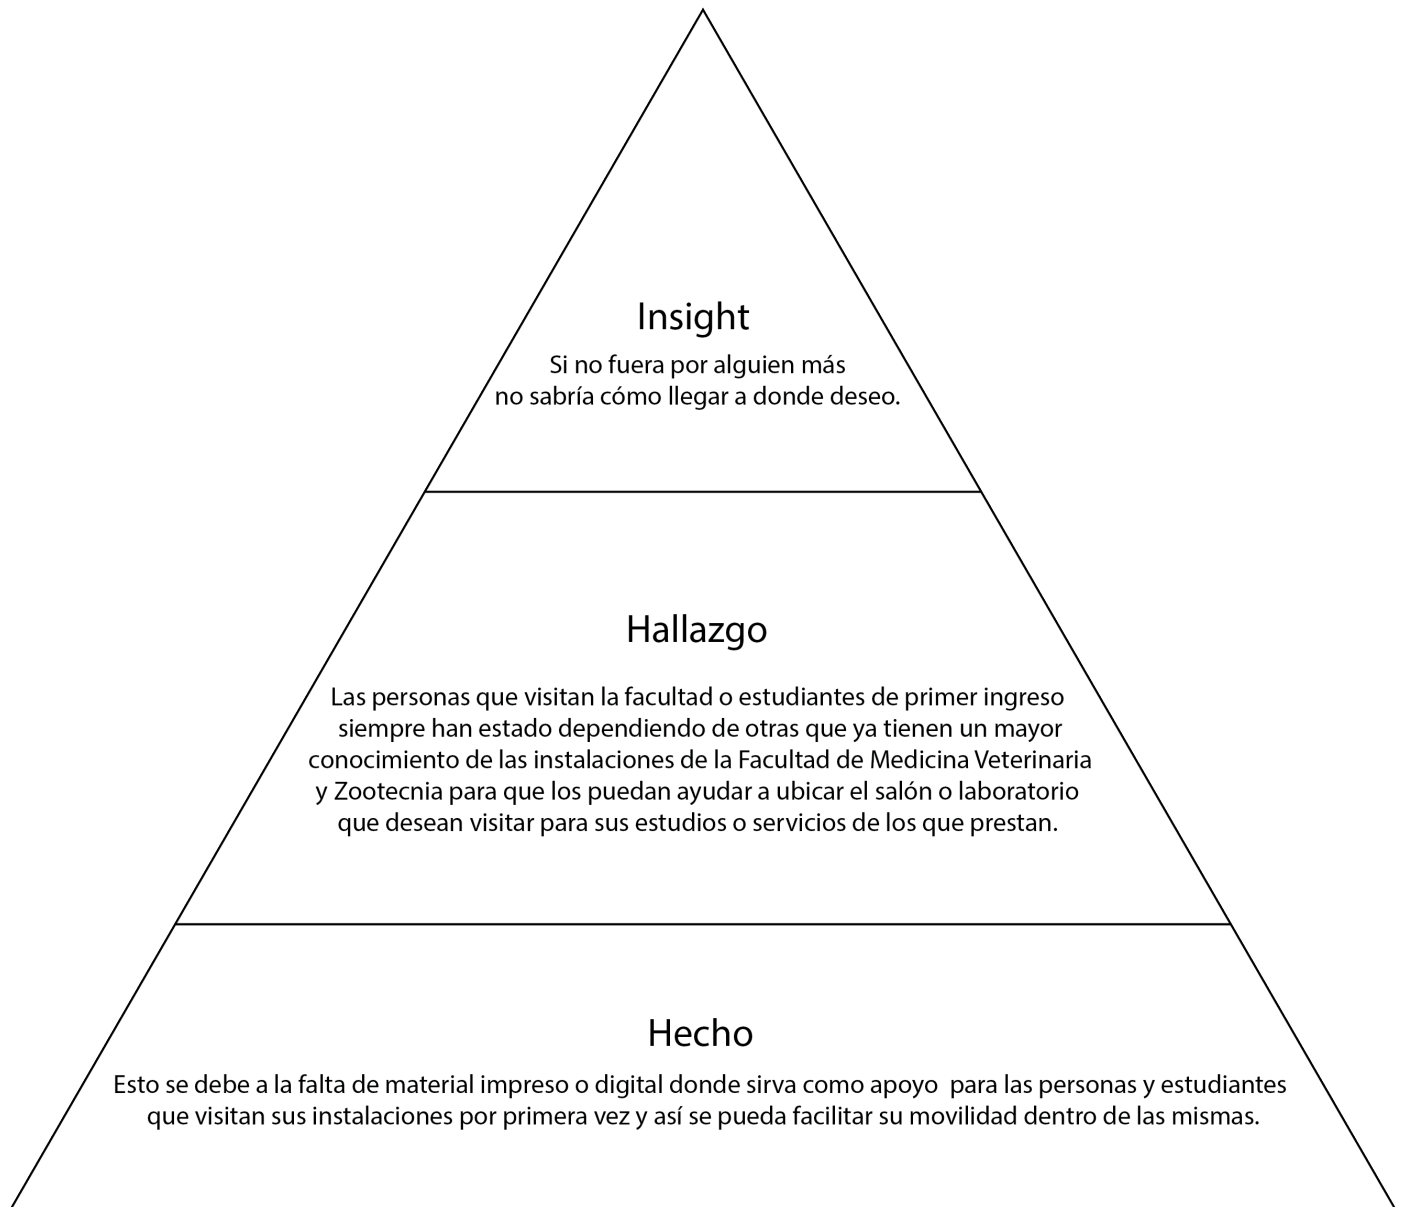 Insight
Si no fuera por alguien más
no sabría cómo llegar a donde deseo.
Hallazgo
Las personas que visitan la facultad o estudiantes de primer ingreso
siempre han estado dependiendo de otras que ya tienen un mayor
conocimiento de las instalaciones de la Facultad de Medicina Veterinaria
y Zootecnia para que los puedan ayudar a ubicar el salón o laboratorio
que desean visitar para sus estudios o servicios de los que prestan.
Hecho
Esto se debe a la falta de material impreso o digital donde sirva como apoyo  para las personas y estudiantes
que visitan sus instalaciones por primera vez y así se pueda facilitar su movilidad dentro de las mismas.